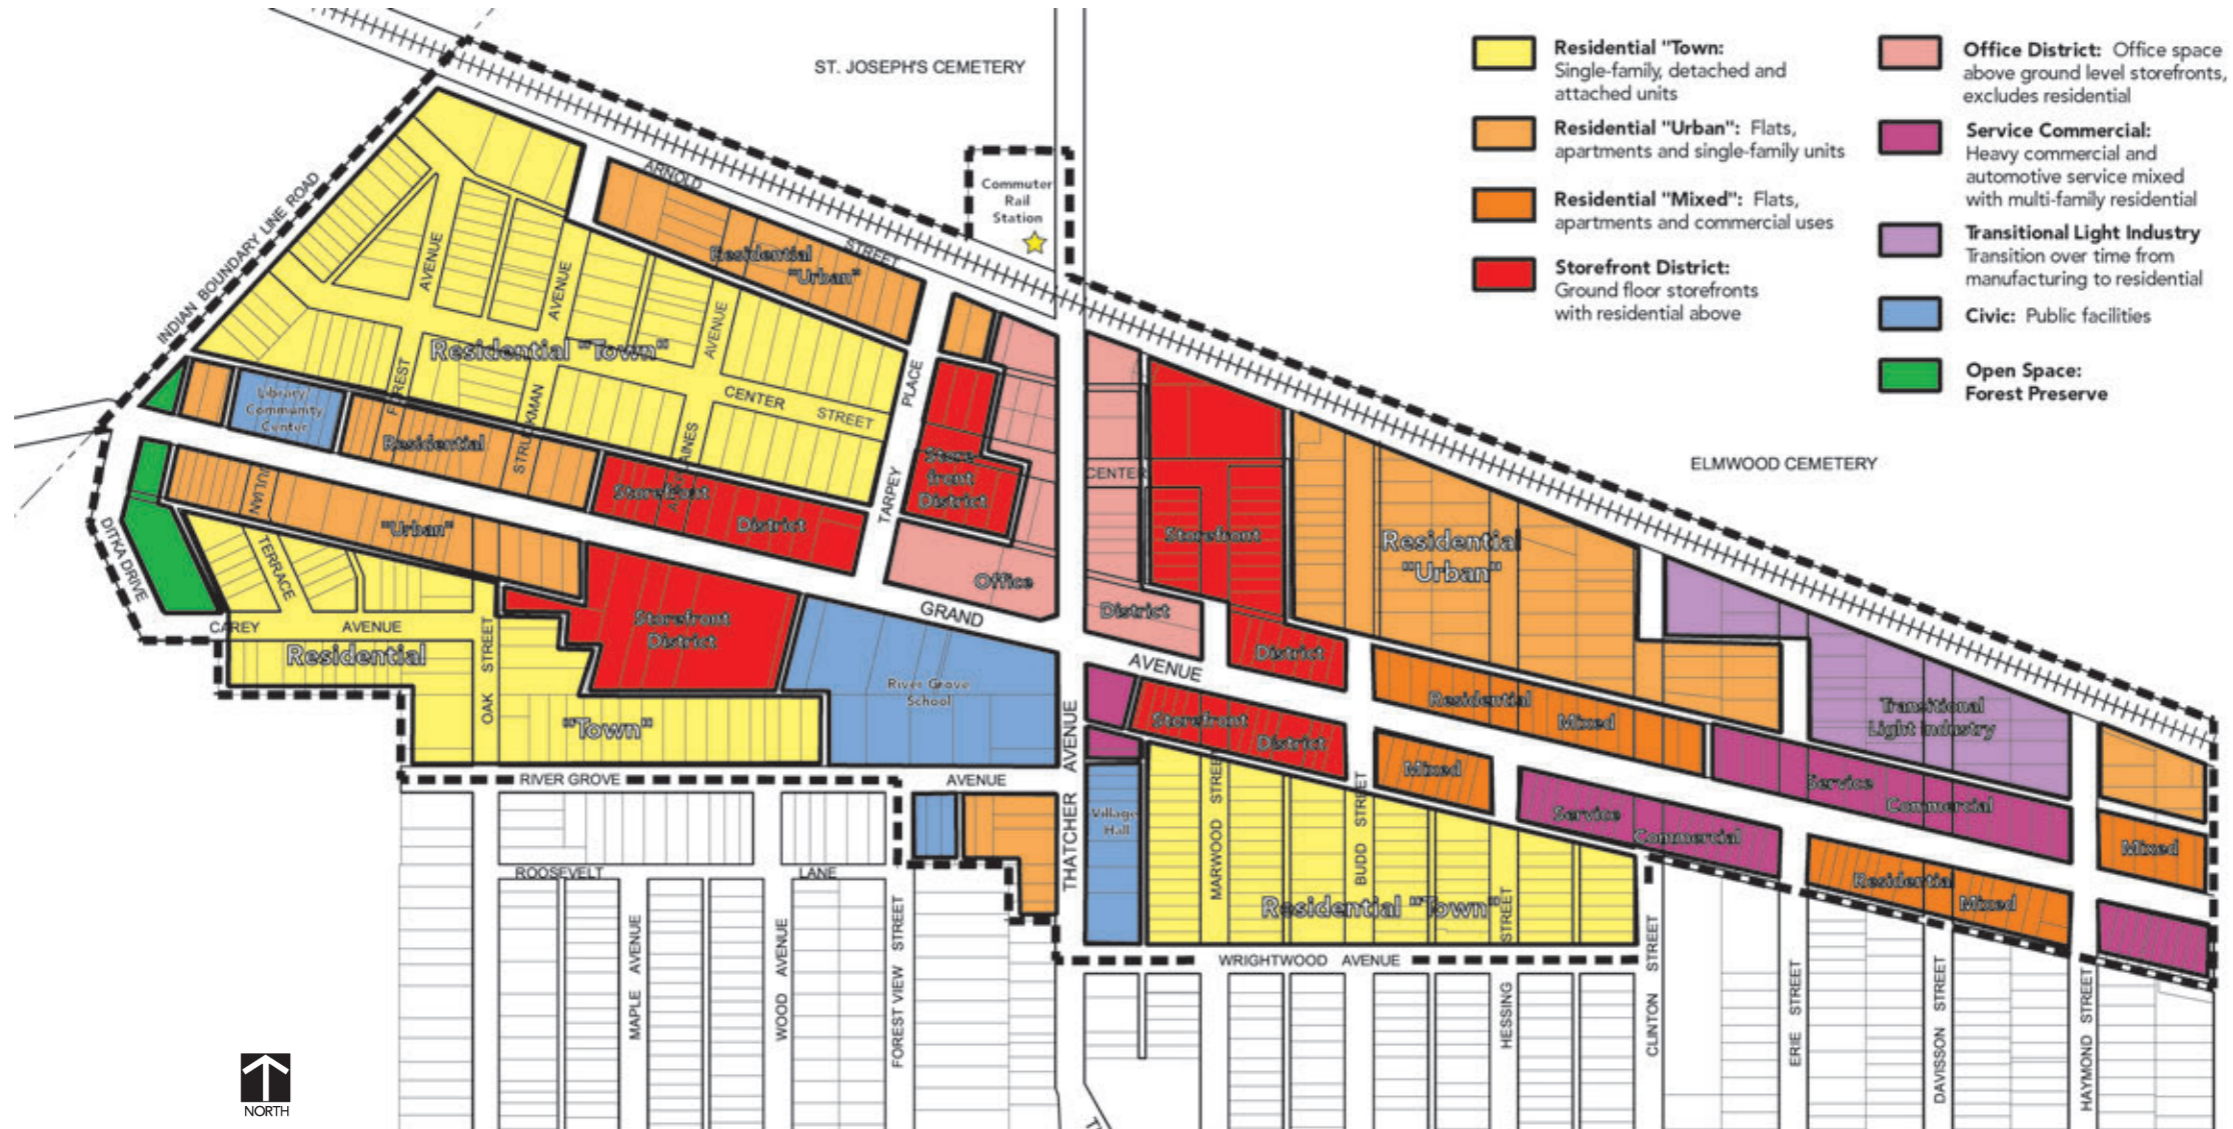 ST. JOSEPH'S CEMETERY
Residential "Town:
Single-family, detached and
attached units
Residential "Urban": Flats,
apartments and single-family units
Residential "Mixed": Flats,
apartments and commercial uses
Storefront District:
Ground floor storefronts
with residential above
Office District: Office space
above ground level storefronts,
excludes residential
Service Commercial:
Heavy commercial and
automotive service mixed
with multi-family residential
Transitional Light Industry
Transition over time from
manufacturing to residential
Civic: Public facilities
Open Space:
Forest Preserve
Commuter
Rail
Station
ARNOLD
STREET
INDIAN BOUNDARY LINE ROAD
Residential
"Urban"
AVENUE
AVENUE
AVENUE
Residential "Town"
FOREST
STRUCKMAN
CENTER STREET
PLACE
TARPEY
Library/
Community
Center
Residential
Storefront
District
Store
front
District
CENTER
Storefront
Residential
"Urban"
ELMWOOD CEMETERY
JULIAN
TERRACE
"Urban"
DITKA DRIVE
Office
District
District
GRAND
AVENUE
CAREY AVENUE
Residential
OAK STREET
Storefront
District
"Town"
River Grove
School
THATCHER AVENUE
Storefront
District
Residential
Mixed
Mixed
Transitional
Light Industry
Service
Commercial
Service
Commercial
Mixed
Residential
Mixed
RIVER GROVE AVENUE
Village
Hall
MARWOOD STREET
BUDD STREET
Residential "Town"
STREET
ROOSEVELT LANE
WRIGHTWOOD AVENUE
MAPLE AVENUE
WOOD AVENUE
FOREST VIEW STREET
HESSING
CLINTON STREET
ERIE STREET
DAVISSON STREET
HAYMOND STREET
NORTH